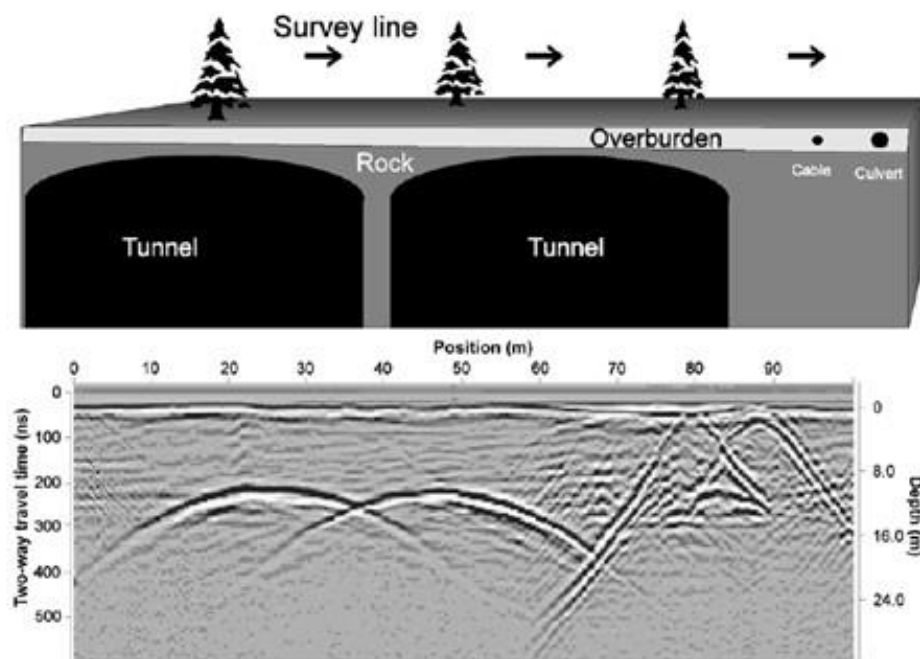 Survey line
Overburden
Rock
Cable
Culvert
Tunnel
Tunnel
Position (m)
0 10 20 30 40 50 60 70 80 90
Two-way travel time (ns)
0
100
200
300
400
500
Depth (m)
0
8.0
16.0
24.0